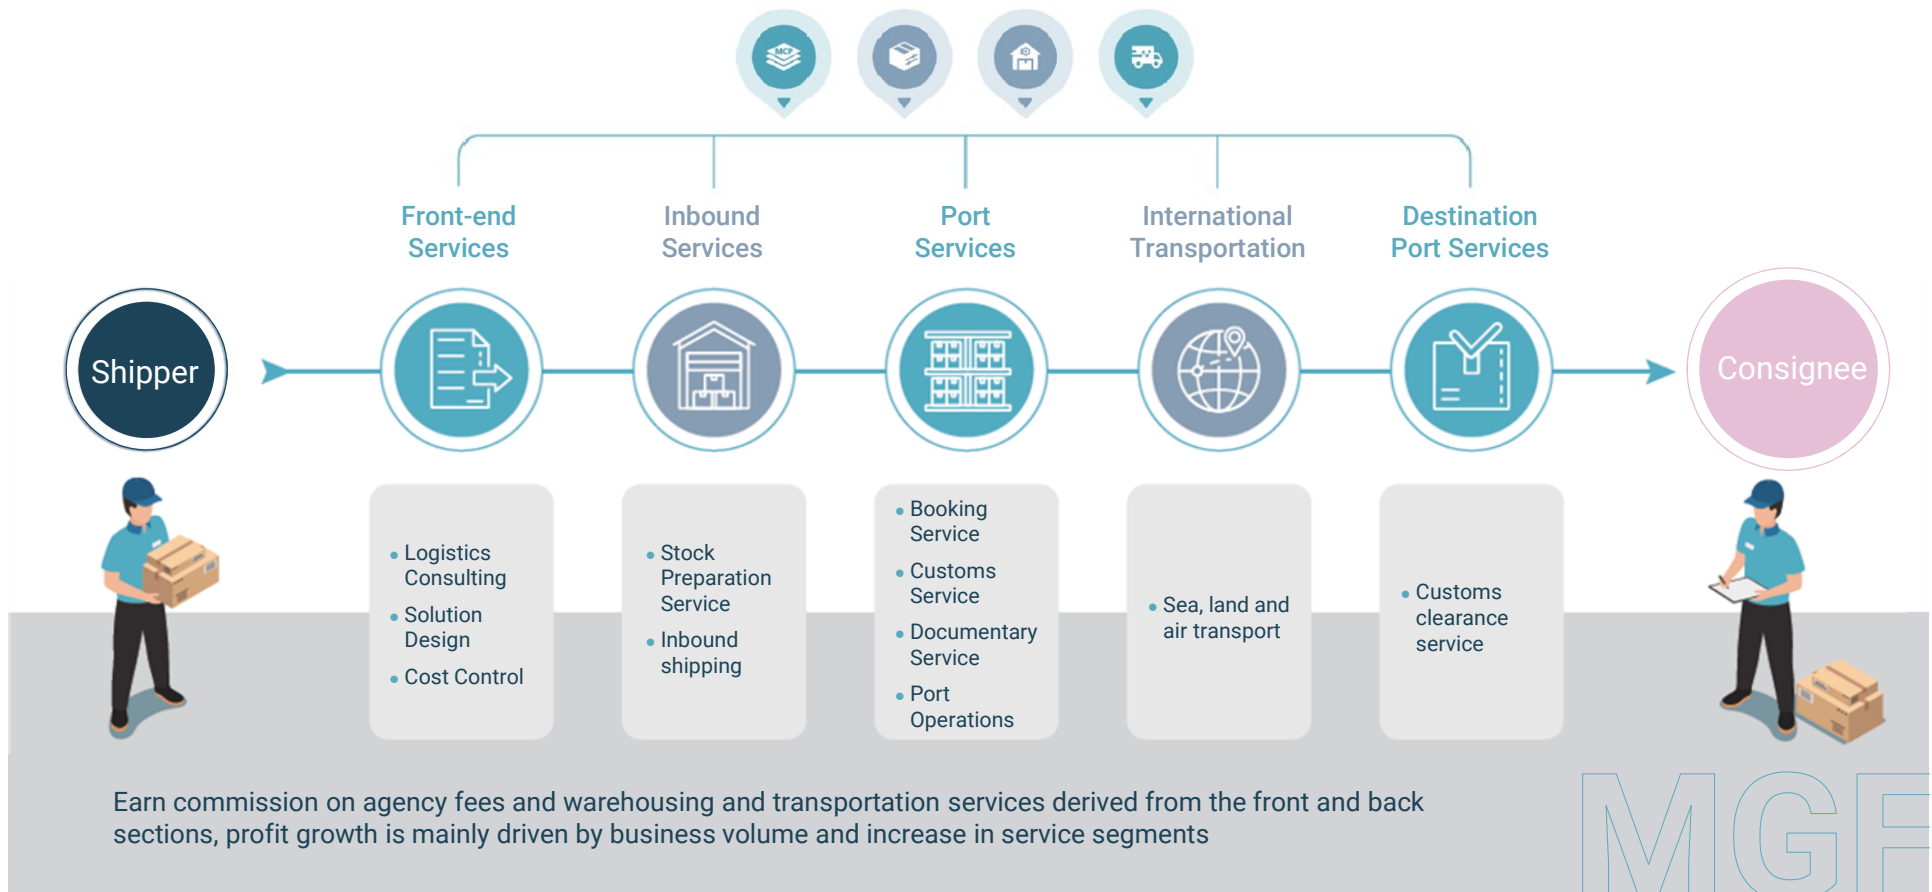 MCP
Front-end
Services
Inbound
Services
Port
Services
International
Transportation
Destination
Port Services
Shipper
Consignee
• Logistics
Consulting
• Solution
Design
• Cost Control
• Stock
Preparation
Service
• Inbound
shipping
• Booking
Service
• Customs
Service
• Documentary
Service
• Port
Operations
• Sea, land and
air transport
• Customs
clearance
service
Earn commission on agency fees and warehousing and transportation services derived from the front and back
sections, profit growth is mainly driven by business volume and increase in service segments
MGF